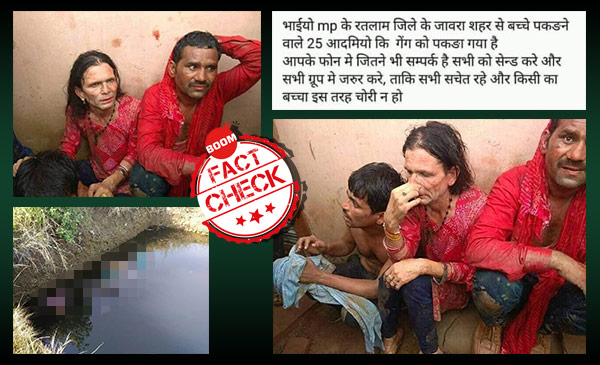 भाईयो mp के रतलाम जिले के जावरा शहर से बच्चे पकडने
वाले 25 आदमियो कि गेंग को पकडा गया है
आपके फोन मे जितने भी सम्पर्क है सभी को सेन्ड करे और
सभी ग्रुप मे जरुर करे, ताकि सभी सचेत रहे और किसी का
बच्चा इस तरह चोरी न हो
BOOM
FACT
CHECK